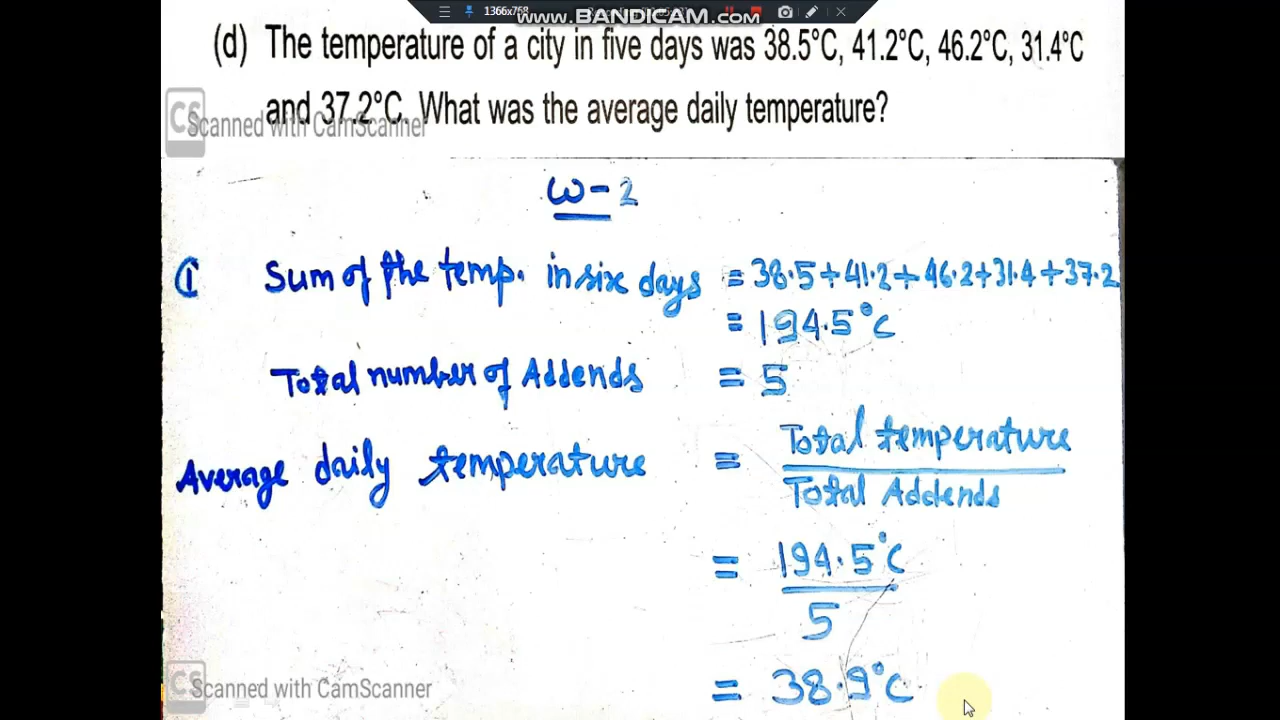 1366x768
www.BANDICAM.com
(d) The temperature of a city in five days was 38.5°C, 41.2°C, 46.2°C, 31.4°C
and 37.2°C. What was the average daily temperature?
CS Scanned with CamScanner
W-2
Sum of the temp. in six days = 38.5+41.2+46.2+31.4+37.2
= 194.5°C
Total number of Addends = 5
Average daily temperature = Total temperature
Total Addends
= 194.5°C
5
CS Scanned with CamScanner
= 38.9°C